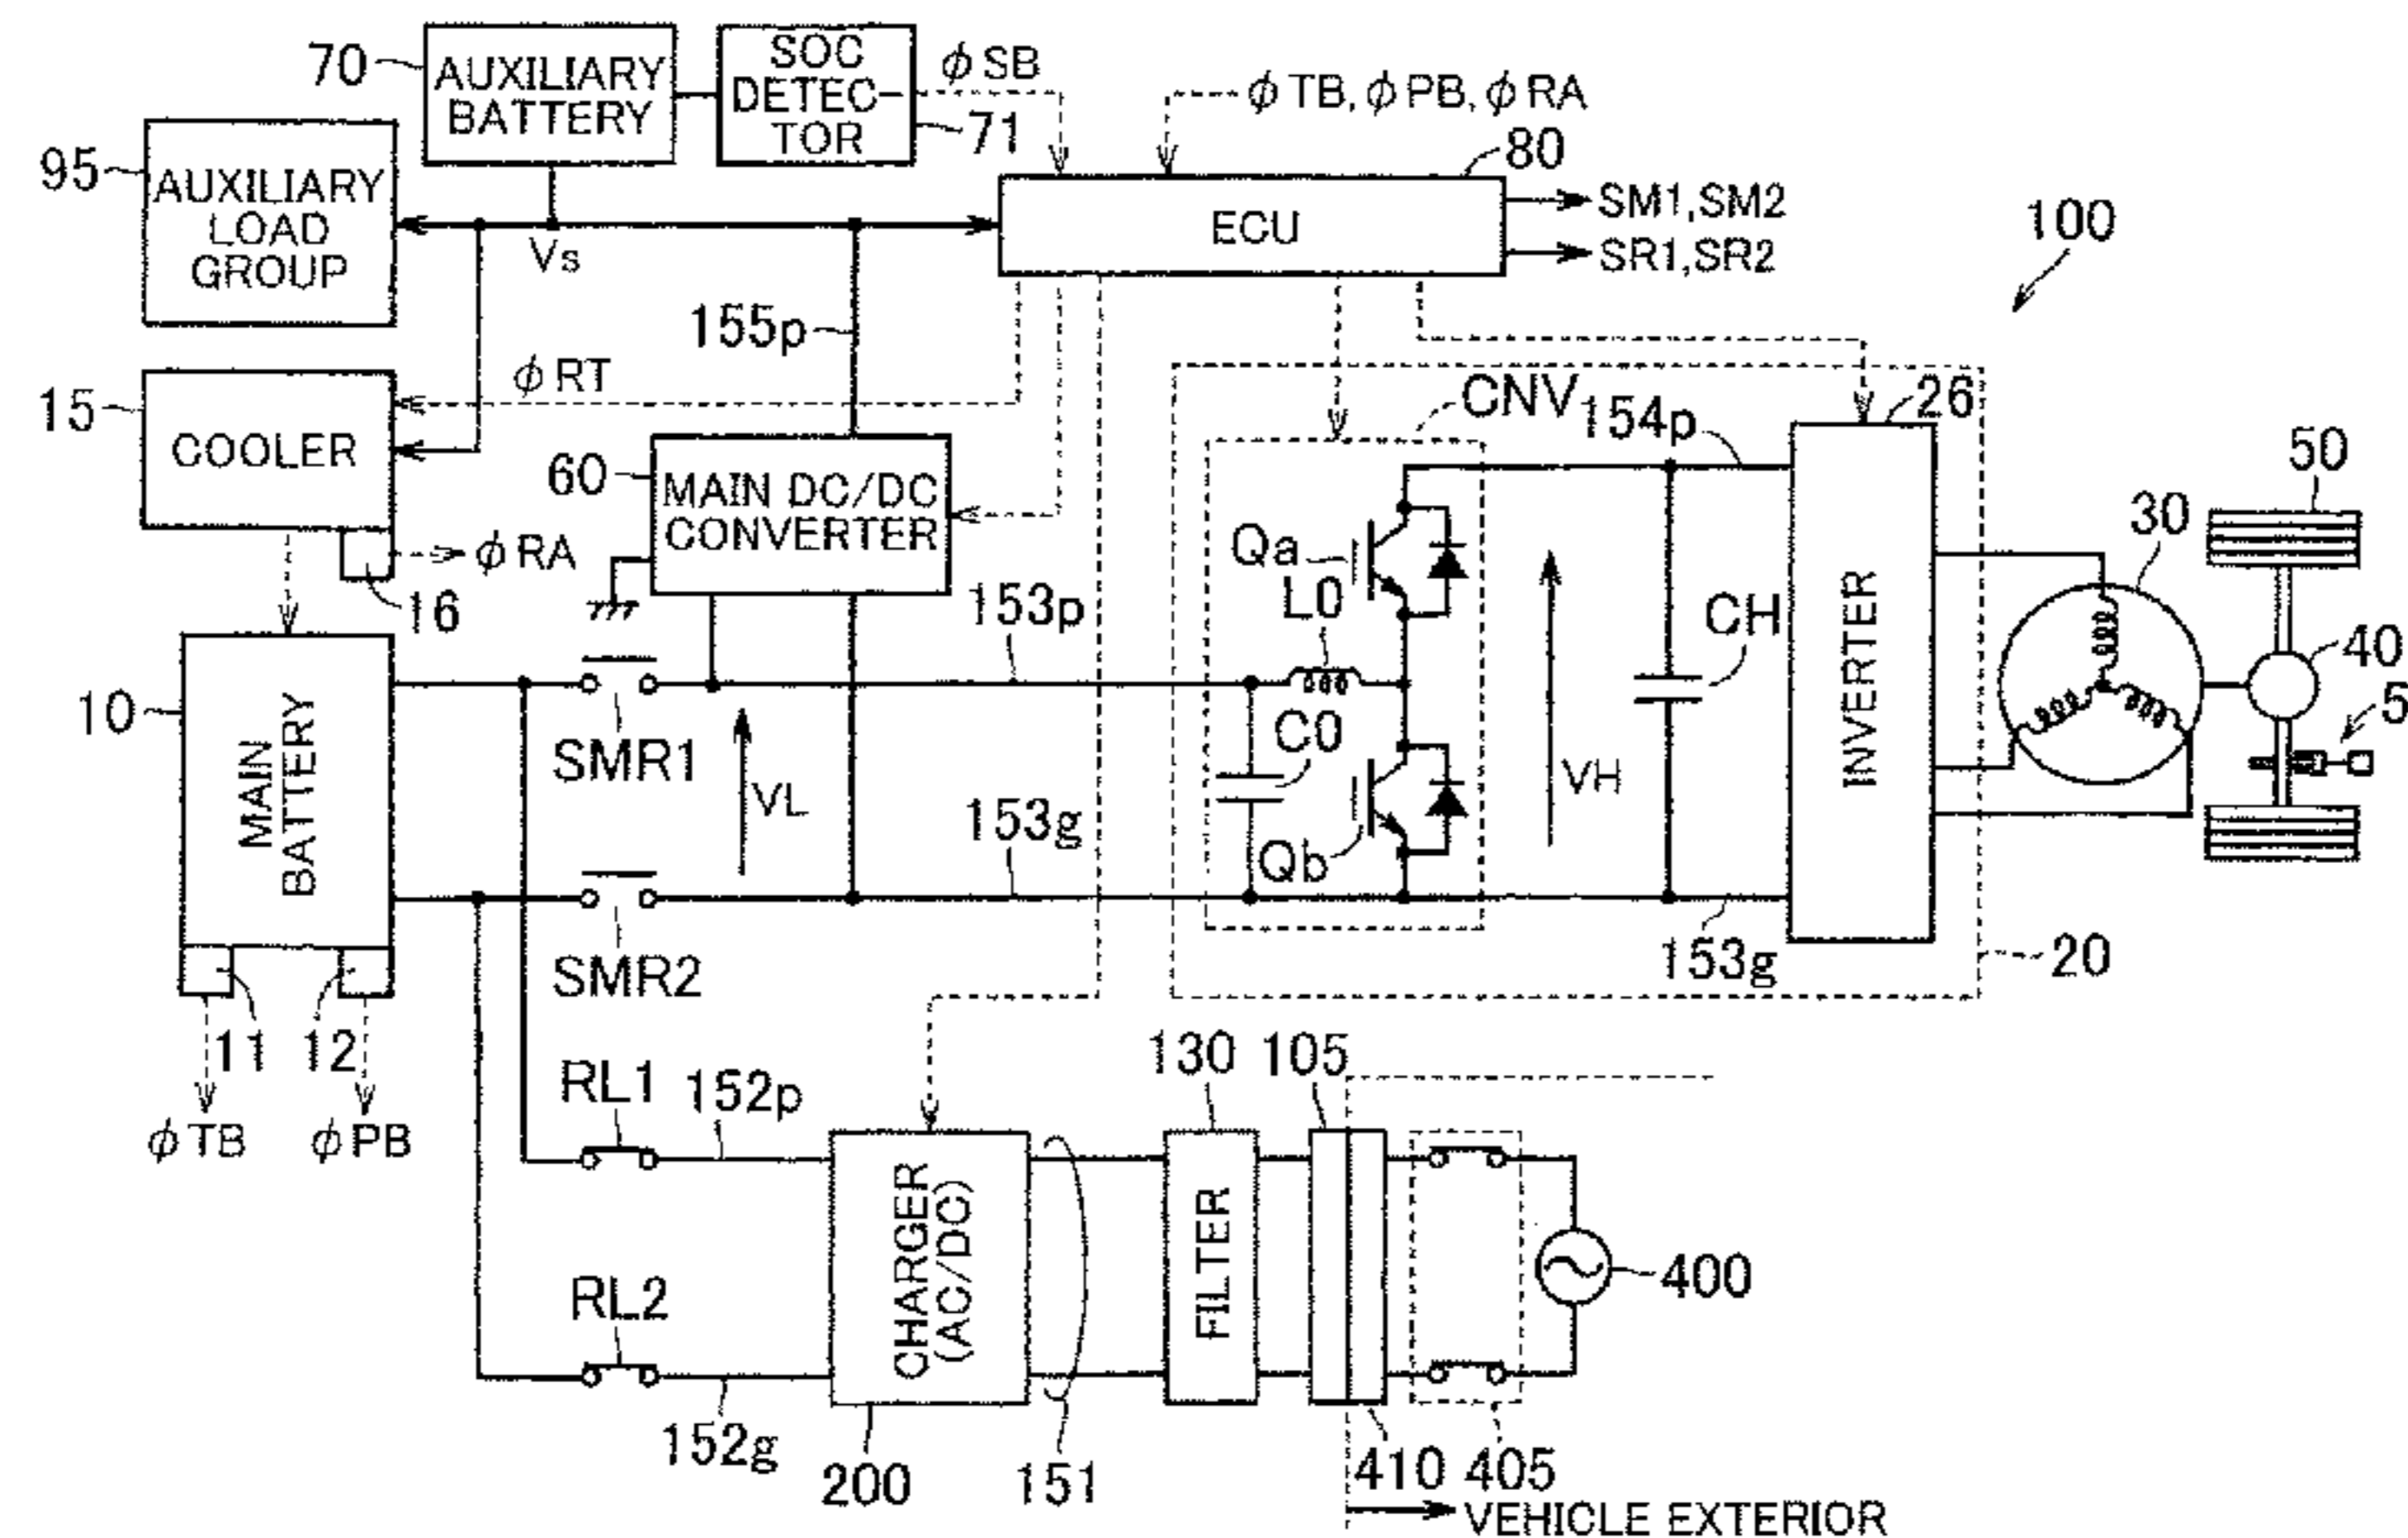 70
AUXILIARY
BATTERY
SOC
DETEC-
TOR
71
φSB
φTB, φPB, φRA
80
ECU
SM1,SM2
SR1,SR2
100
95
AUXILIARY
LOAD
GROUP
Vs
155p
φRT
15
COOLER
16
φRA
60
MAIN DC/DC
CONVERTER
CNV
154p
26
INVERTER
50
30
40
5
Qa
L0
CH
C0
VH
Qb
153g
20
153p
153g
10
MAIN
BATTERY
SMR1
VL
SMR2
11
12
φTB
φPB
RL1
152p
RL2
152g
CHARGER
(AC/DC)
200
151
130
FILTER
105
410
405
400
VEHICLE EXTERIOR